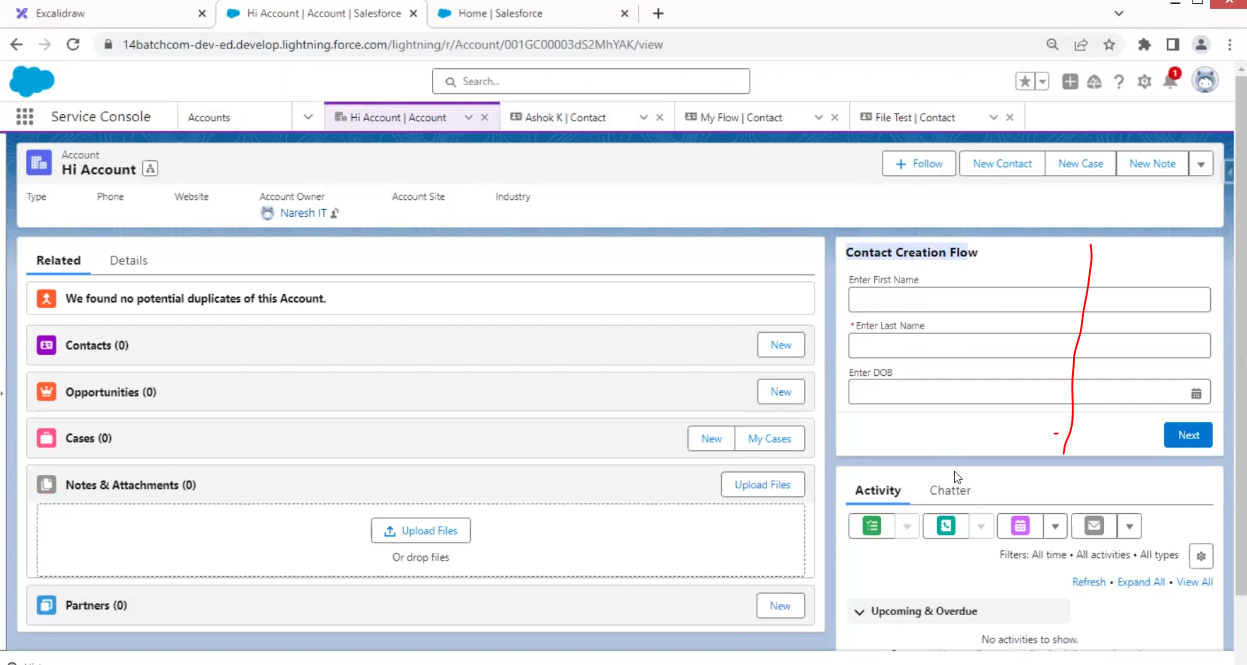 Excalidraw
Hi Account | Account | Salesforce
Home | Salesforce
14batchcom-dev-ed.develop.lightning.force.com/lightning/r/Account/001GC00003dS2MhYAK/view
Search...
1
Service Console
Accounts
Hi Account | Account
Ashok K | Contact
My Flow | Contact
File Test | Contact
Account
Hi Account
+ Follow
New Contact
New Case
New Note
Type
Phone
Website
Account Owner
Account Site
Industry
Naresh IT
Related
Details
We found no potential duplicates of this Account.
Contacts (0)
New
Opportunities (0)
New
Cases (0)
New
My Cases
Notes & Attachments (0)
Upload Files
Upload Files
Or drop files
Partners (0)
New
Contact Creation Flow
Enter First Name
*Enter Last Name
Enter DOB
Next
Activity
Chatter
Filters: All time • All activities • All types
Refresh • Expand All • View All
Upcoming & Overdue
No activities to show.